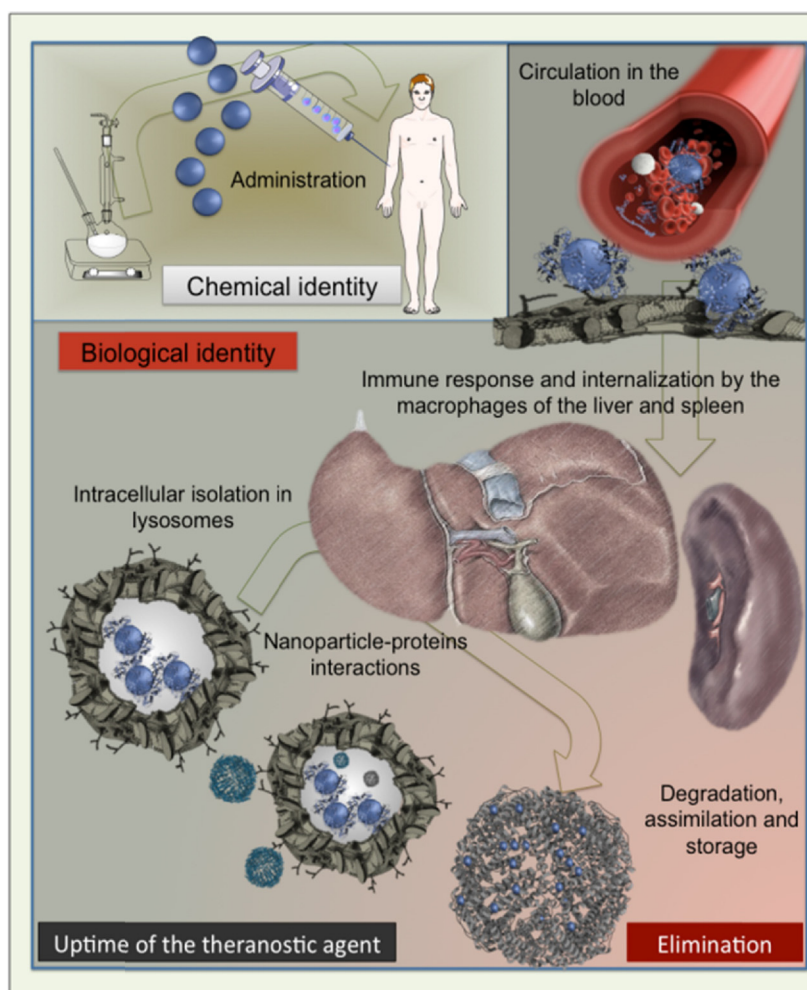 Circulation in the
blood
Administration
Chemical identity
Biological identity
Immune response and internalization by the
macrophages of the liver and spleen
Intracellular isolation in
lysosomes
Nanoparticle-proteins
interactions
Degradation,
assimilation and
storage
Uptime of the theranostic agent
Elimination